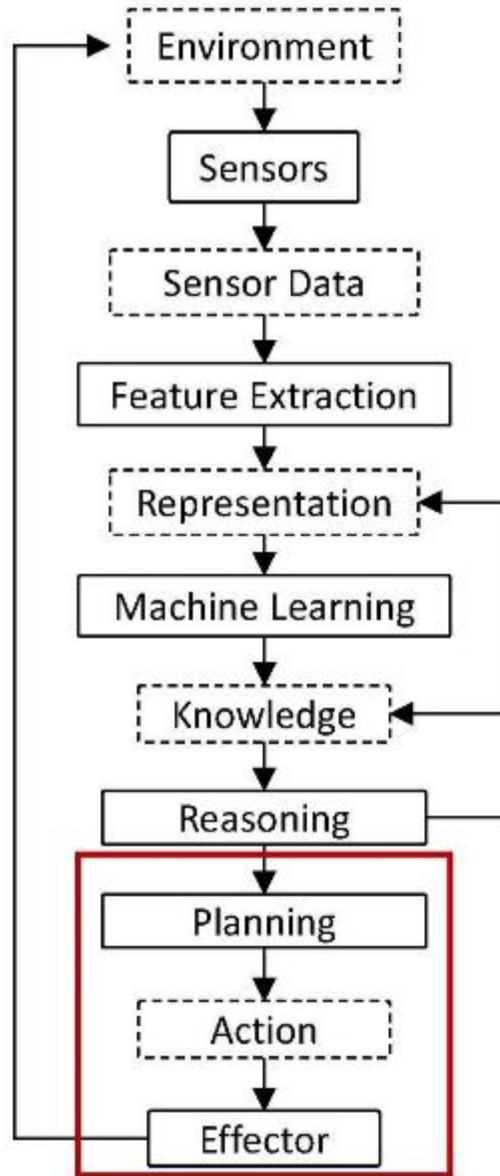 Environment
Sensors
Sensor Data
Feature Extraction
Representation
Machine Learning
Knowledge
Reasoning
Planning
Action
Effector